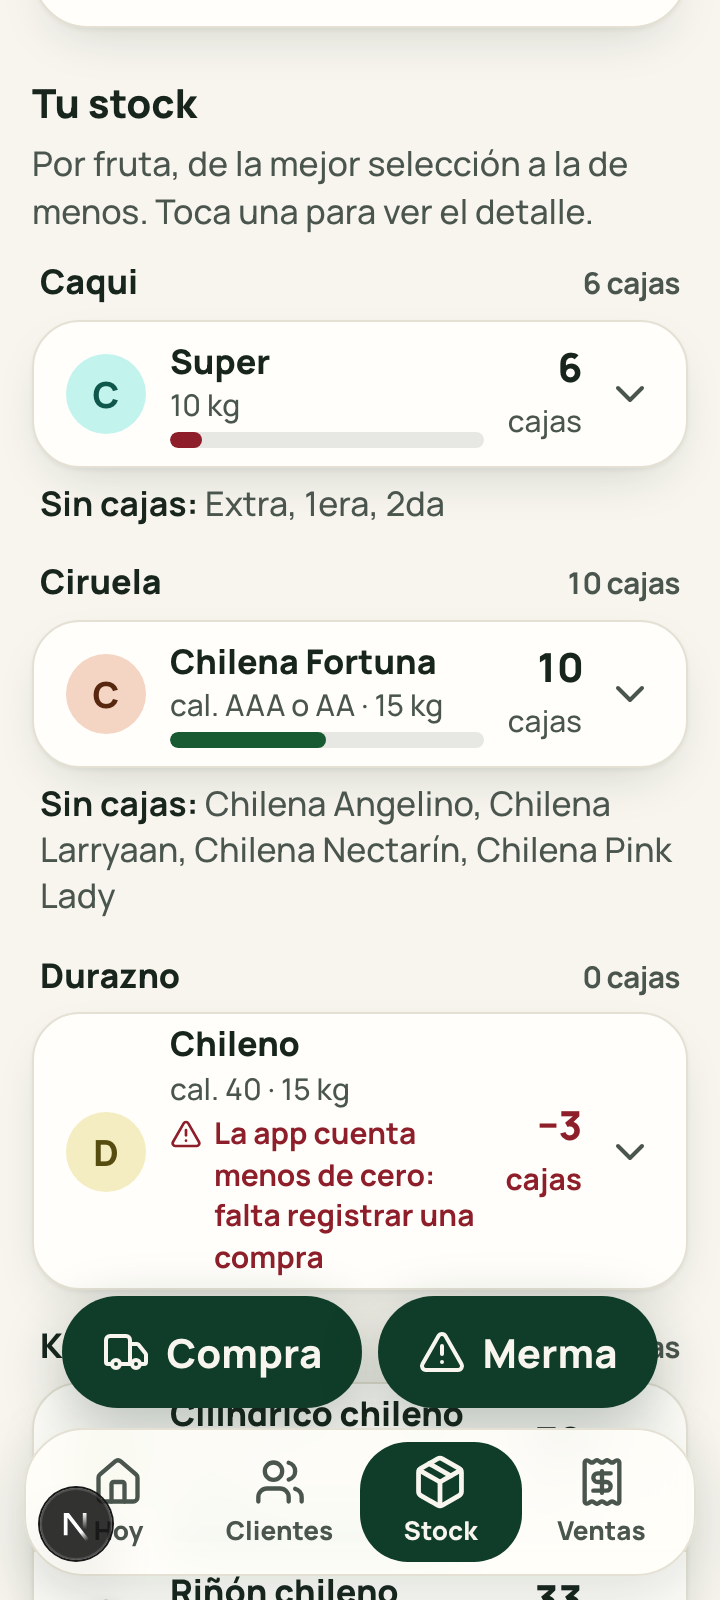 Tu stock
Por fruta, de la mejor selección a la de
menos. Toca una para ver el detalle.
Caqui
6 cajas
C
Super
10 kg
6
cajas
Sin cajas: Extra, 1era, 2da
Ciruela
10 cajas
C
Chilena Fortuna
cal. AAA o AA · 15 kg
10
cajas
Sin cajas: Chilena Angelino, Chilena
Larryaan, Chilena Nectarín, Chilena Pink
Lady
Durazno
0 cajas
D
Chileno
cal. 40 · 15 kg
La app cuenta
menos de cero:
falta registrar una
compra
−3
cajas
Compra
Merma
Cilíndrico chileno
N
Hoy
Clientes
Stock
Ventas
Riñón chileno
33